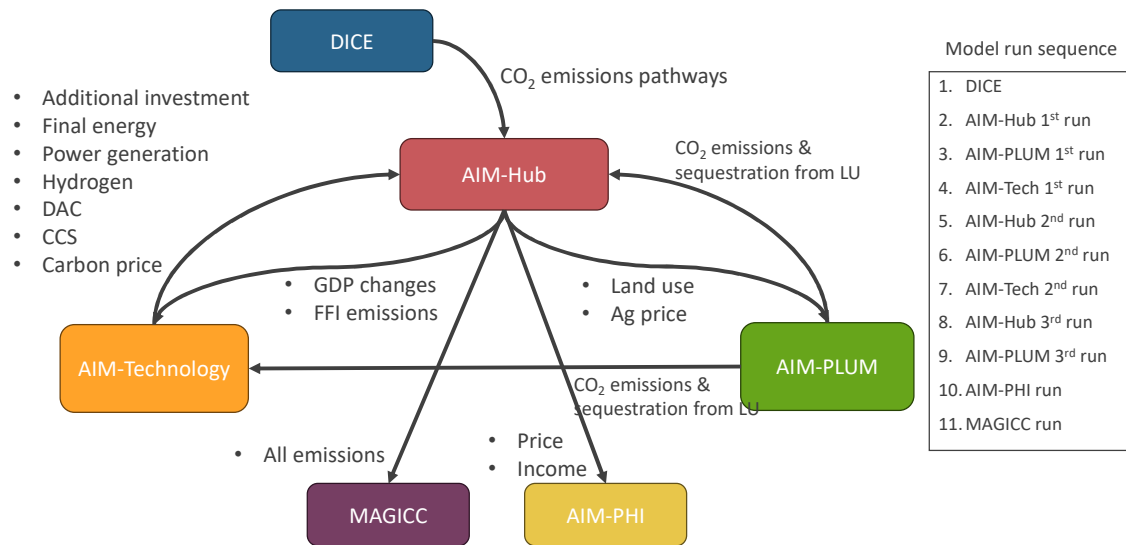 DICE
CO₂ emissions pathways
• Additional investment
• Final energy
• Power generation
• Hydrogen
• DAC
• CCS
• Carbon price
AIM-Hub
CO₂ emissions &
sequestration from LU
• GDP changes
• FFI emissions
• Land use
• Ag price
AIM-Technology
AIM-PLUM
CO₂ emissions &
sequestration from LU
• All emissions
• Price
• Income
MAGICC
AIM-PHI
Model run sequence
1. DICE
2. AIM-Hub 1st run
3. AIM-PLUM 1st run
4. AIM-Tech 1st run
5. AIM-Hub 2nd run
6. AIM-PLUM 2nd run
7. AIM-Tech 2nd run
8. AIM-Hub 3rd run
9. AIM-PLUM 3rd run
10. AIM-PHI run
11. MAGICC run